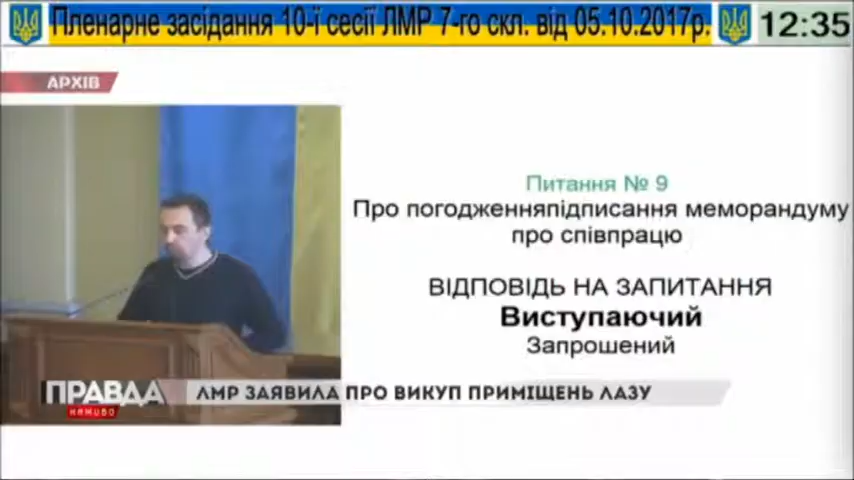 Пленарне засідання 10-ї сесії ЛМР 7-го скл. від 05.10.2017р.
12:35
АРХІВ
Питання № 9
Про погодженняпідписання меморандуму
про співпрацю
ВІДПОВІДЬ НА ЗАПИТАННЯ
Виступаючий
Запрошений
ПРАВДА
наживо
ЛМР ЗАЯВИЛА ПРО ВИКУП ПРИМІЩЕНЬ ЛАЗУ